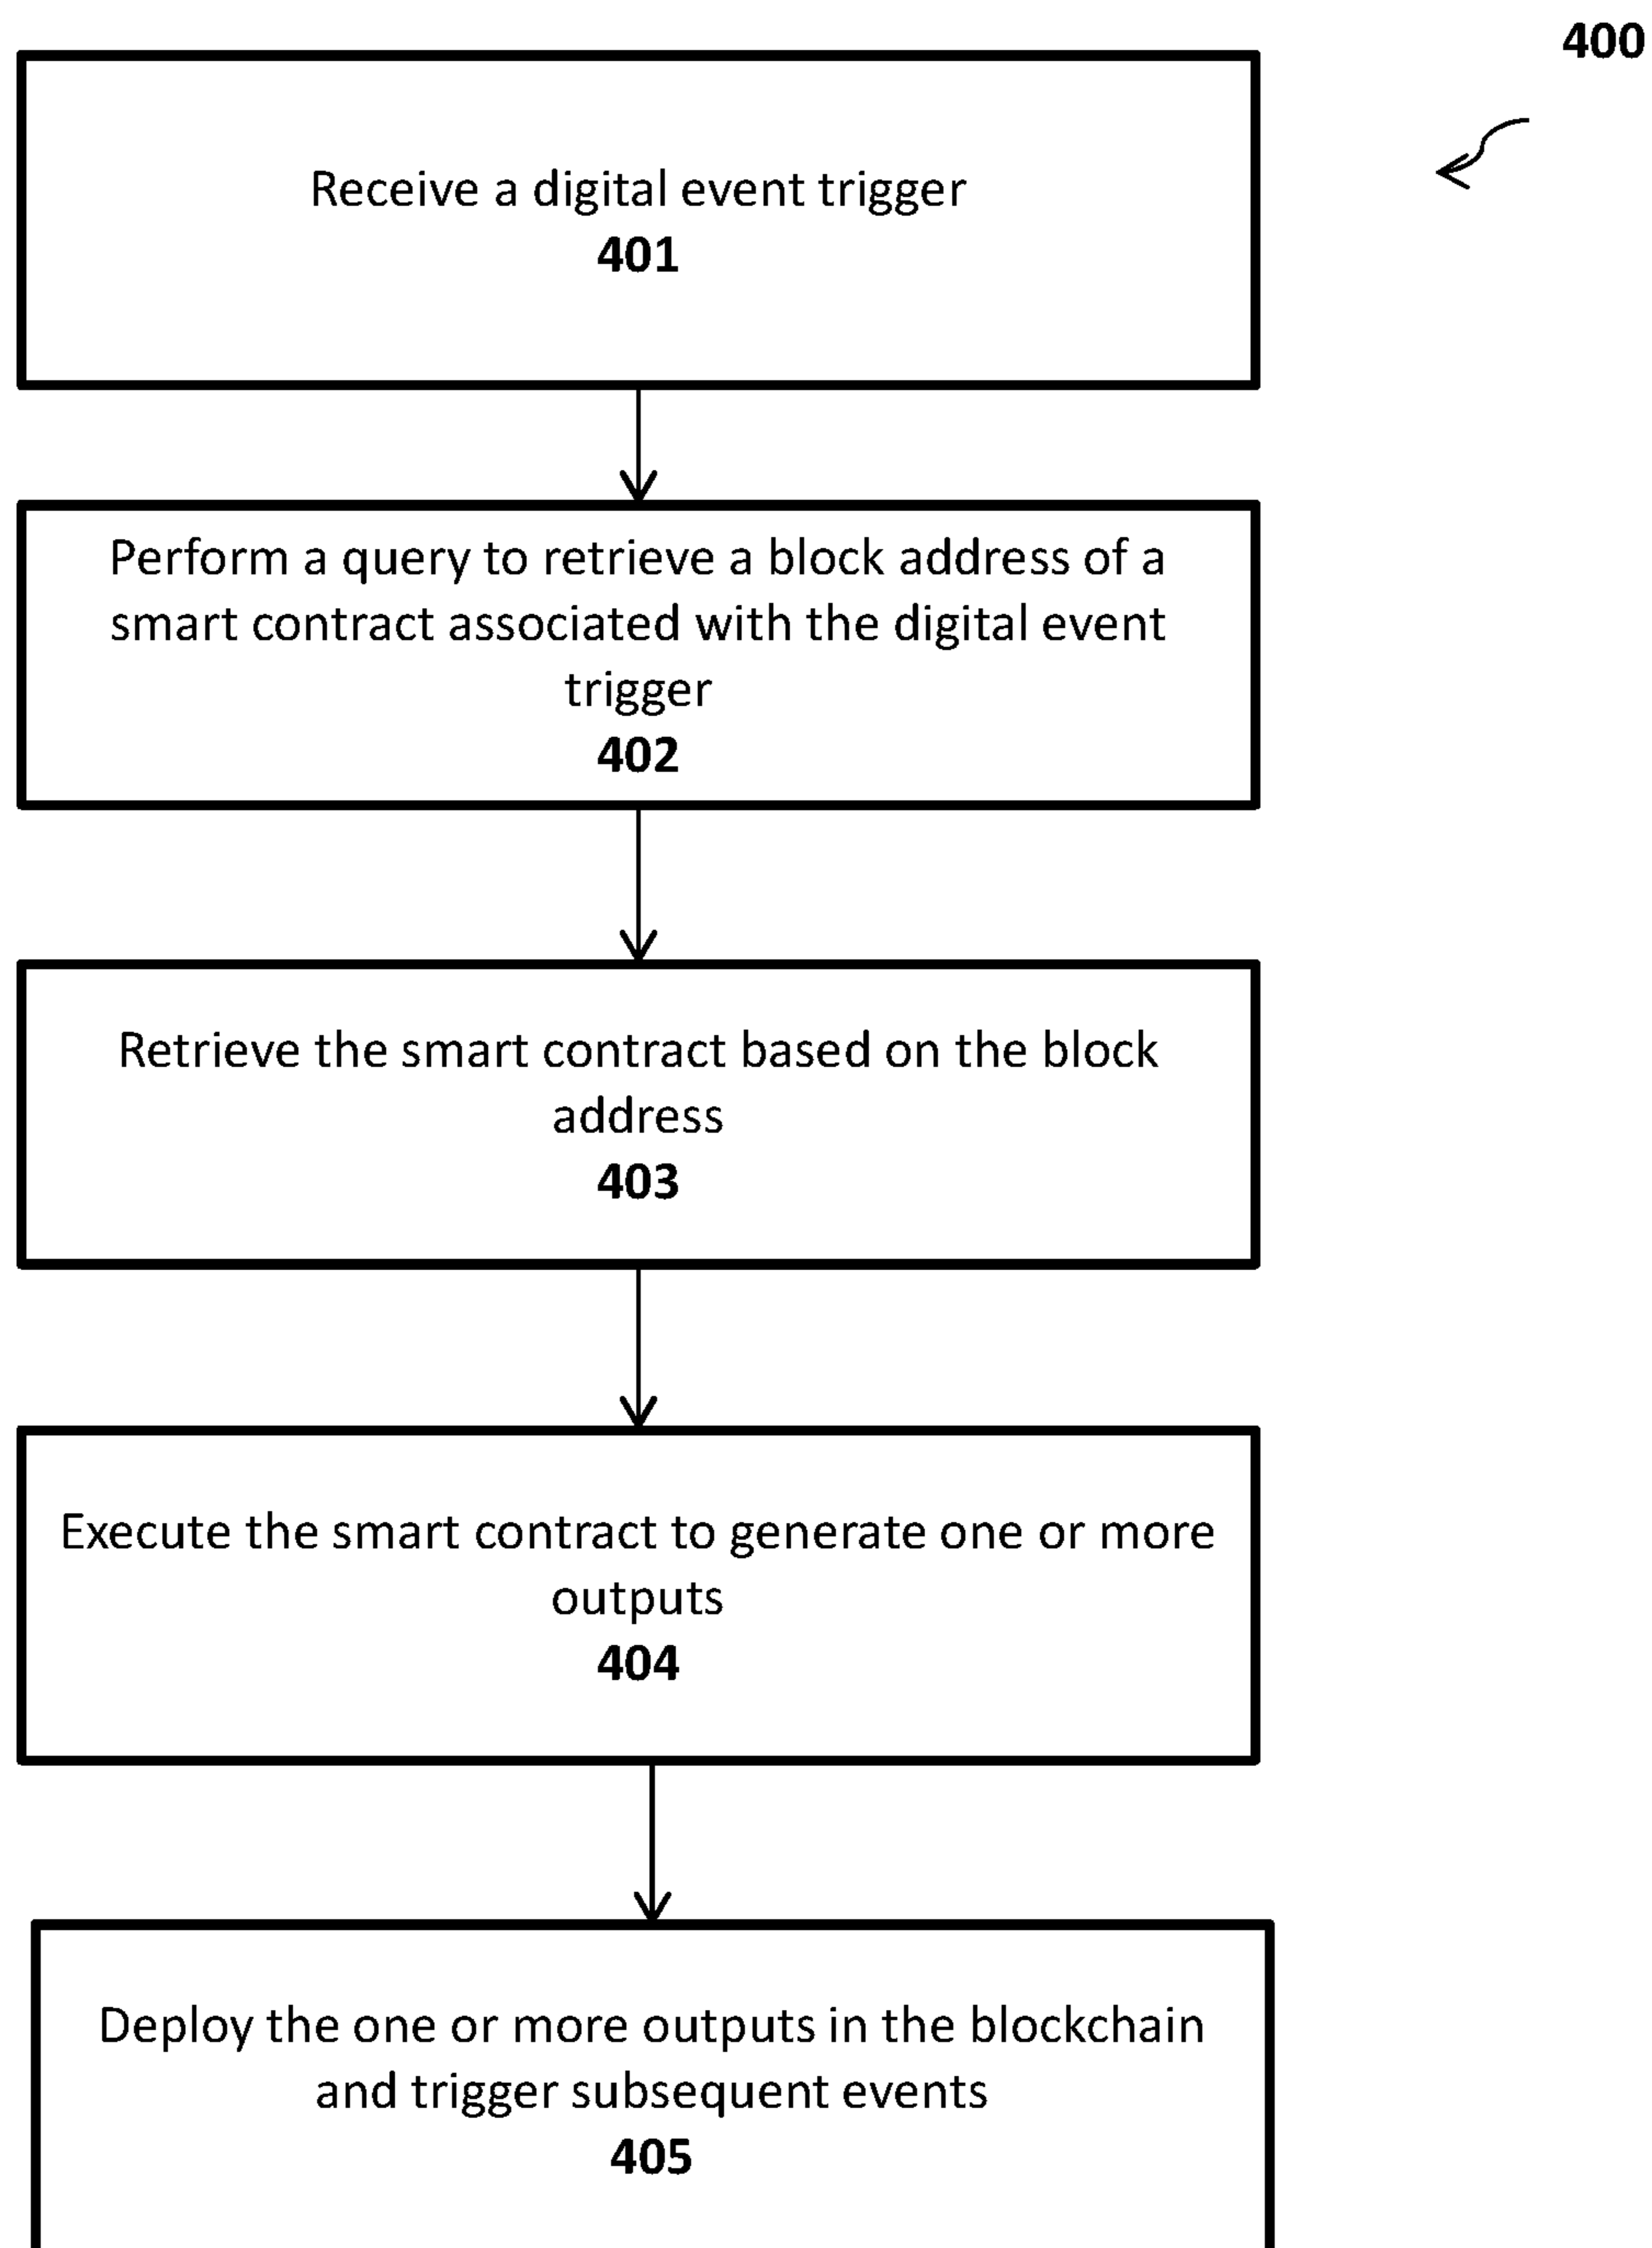 400
Receive a digital event trigger
401
Perform a query to retrieve a block address of a
smart contract associated with the digital event
trigger
402
Retrieve the smart contract based on the block
address
403
Execute the smart contract to generate one or more
outputs
404
Deploy the one or more outputs in the blockchain
and trigger subsequent events
405